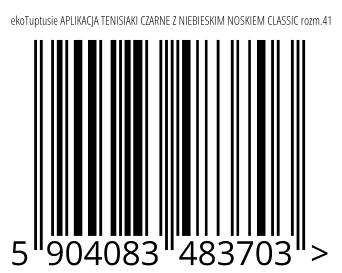 ekoTuptusie APLIKACJA TENISIAKI CZARNE Z NIEBIESKIM NOSKIEM CLASSIC rozm.41
5 904083 483703 >